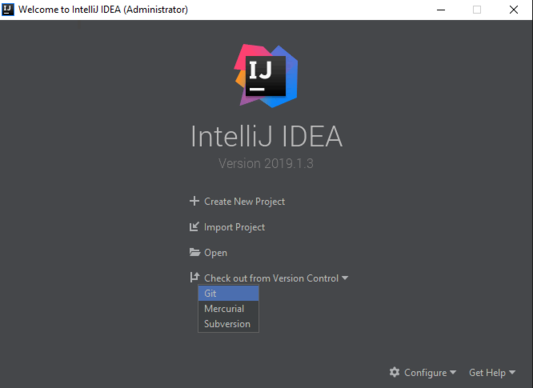 Welcome to IntelliJ IDEA (Administrator)
IJ
IntelliJ IDEA
Version 2019.1.3
Create New Project
Import Project
Open
Check out from Version Control
Git
Mercurial
Subversion
Configure Get Help